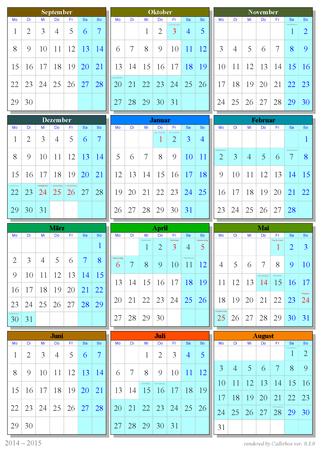 September
Mo Di Mi Do Fr Sa So
1 2 3 4 5 6 7
8 9 10 11 12 13 14
15 16 17 18 19 20 21
22 23 24 25 26 27 28
29 30
Oktober
Mo Di Mi Do Fr Sa So
1 2 3 4 5
6 7 8 9 10 11 12
13 14 15 16 17 18 19
20 21 22 23 24 25 26
27 28 29 30 31
November
Mo Di Mi Do Fr Sa So
1 2
3 4 5 6 7 8 9
10 11 12 13 14 15 16
17 18 19 20 21 22 23
24 25 26 27 28 29 30
Dezember
Mo Di Mi Do Fr Sa So
1 2 3 4 5 6 7
8 9 10 11 12 13 14
15 16 17 18 19 20 21
22 23 24 25 26 27 28
29 30 31
Januar
Mo Di Mi Do Fr Sa So
1 2 3 4
5 6 7 8 9 10 11
12 13 14 15 16 17 18
19 20 21 22 23 24 25
26 27 28 29 30 31
Februar
Mo Di Mi Do Fr Sa So
1
2 3 4 5 6 7 8
9 10 11 12 13 14 15
16 17 18 19 20 21 22
23 24 25 26 27 28
März
Mo Di Mi Do Fr Sa So
1
2 3 4 5 6 7 8
9 10 11 12 13 14 15
16 17 18 19 20 21 22
23 24 25 26 27 28 29
30 31
April
Mo Di Mi Do Fr Sa So
1 2 3 4 5
6 7 8 9 10 11 12
13 14 15 16 17 18 19
20 21 22 23 24 25 26
27 28 29 30
Mai
Mo Di Mi Do Fr Sa So
1 2 3
4 5 6 7 8 9 10
11 12 13 14 15 16 17
18 19 20 21 22 23 24
25 26 27 28 29 30 31
Juni
Mo Di Mi Do Fr Sa So
1 2 3 4 5 6 7
8 9 10 11 12 13 14
15 16 17 18 19 20 21
22 23 24 25 26 27 28
29 30
Juli
Mo Di Mi Do Fr Sa So
1 2 3 4 5
6 7 8 9 10 11 12
13 14 15 16 17 18 19
20 21 22 23 24 25 26
27 28 29 30 31
August
Mo Di Mi Do Fr Sa So
1 2
3 4 5 6 7 8 9
10 11 12 13 14 15 16
17 18 19 20 21 22 23
24 25 26 27 28 29 30
31
2014 – 2015
rendered by Callirhoe ver. 0.1.6